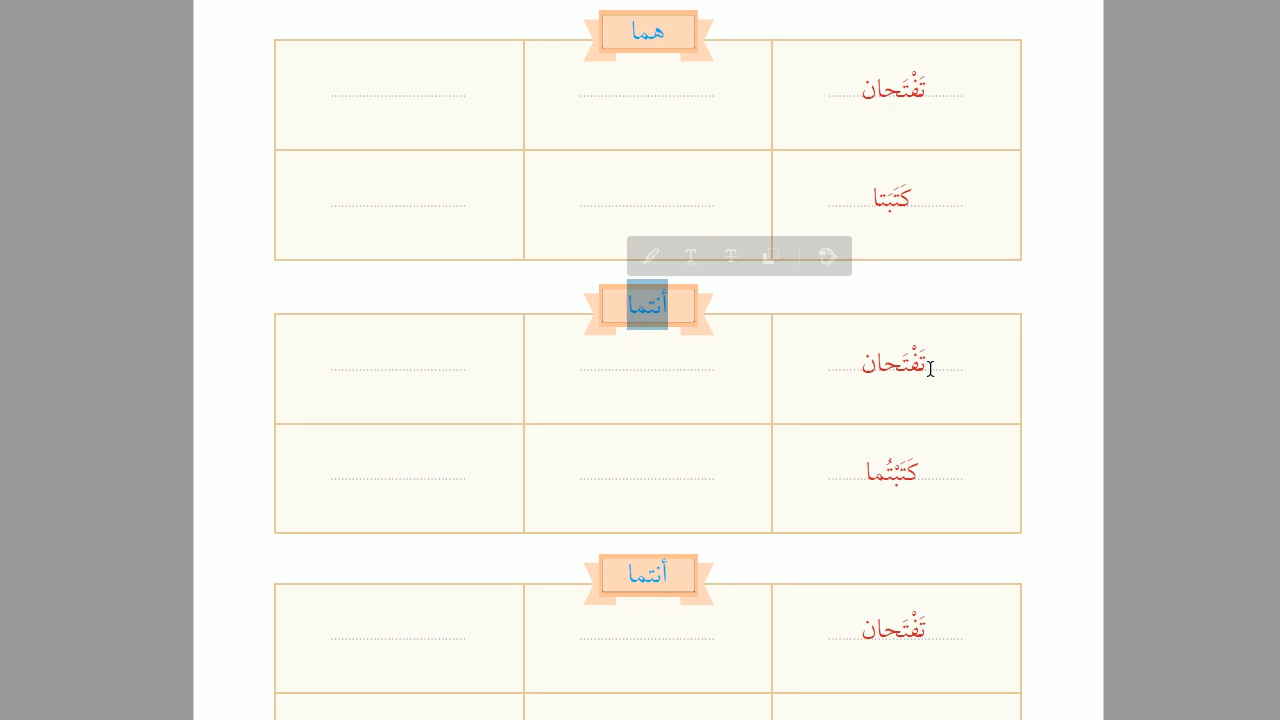 هما
تَفْتَحان
كَتَبَتا
أنتما
تَفْتَحان
كَتَبْتُما
أنتما
تَفْتَحان